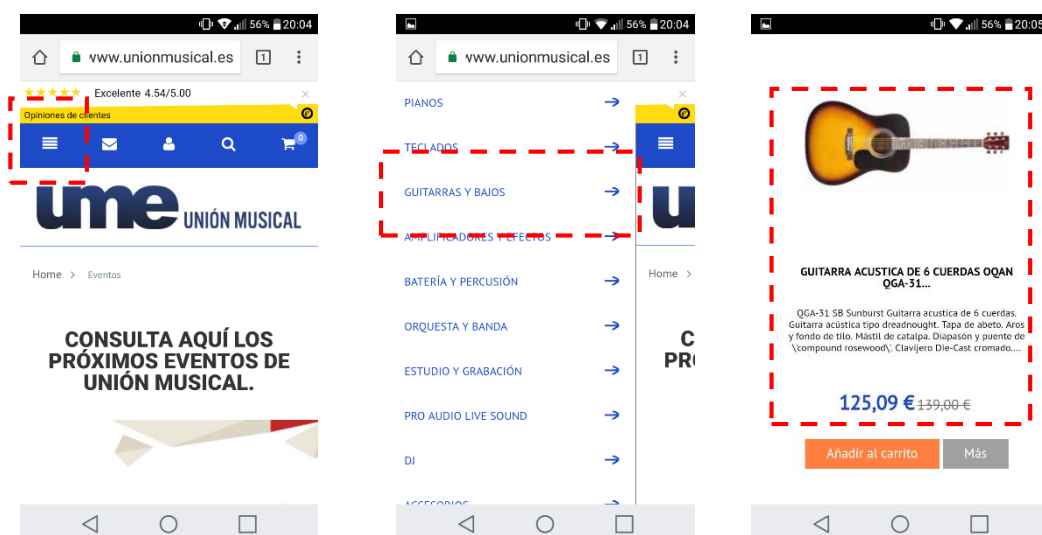 56% 20:04
www.unionmusical.es 1
Excelente 4.54/5.00 ×
Opiniones de clientes e
0
ume UNIÓN MUSICAL
Home > Eventos
CONSULTA AQUÍ LOS
PRÓXIMOS EVENTOS DE
UNIÓN MUSICAL.
56% 20:04
www.unionmusical.es 1
PIANOS
TECLADOS
GUITARRAS Y BAJOS
AMPLIFICADORES Y EFECTOS
BATERÍA Y PERCUSIÓN
ORQUESTA Y BANDA
ESTUDIO Y GRABACIÓN
PRO AUDIO LIVE SOUND
DJ
ACCESORIOS
×
e
u
Home >
C
PRÓ
56% 20:05
GUITARRA ACUSTICA DE 6 CUERDAS OQAN
QGA-31...
QGA-31 SB Sunburst Guitarra acustica de 6 cuerdas.
Guitarra acústica tipo dreadnought. Tapa de abeto. Aros
y fondo de tilo. Mástil de catalpa. Diapasón y puente de
\'compound rosewood\'. Clavijero Die-Cast cromado....
125,09 € 139,00 €
Añadir al carrito Más